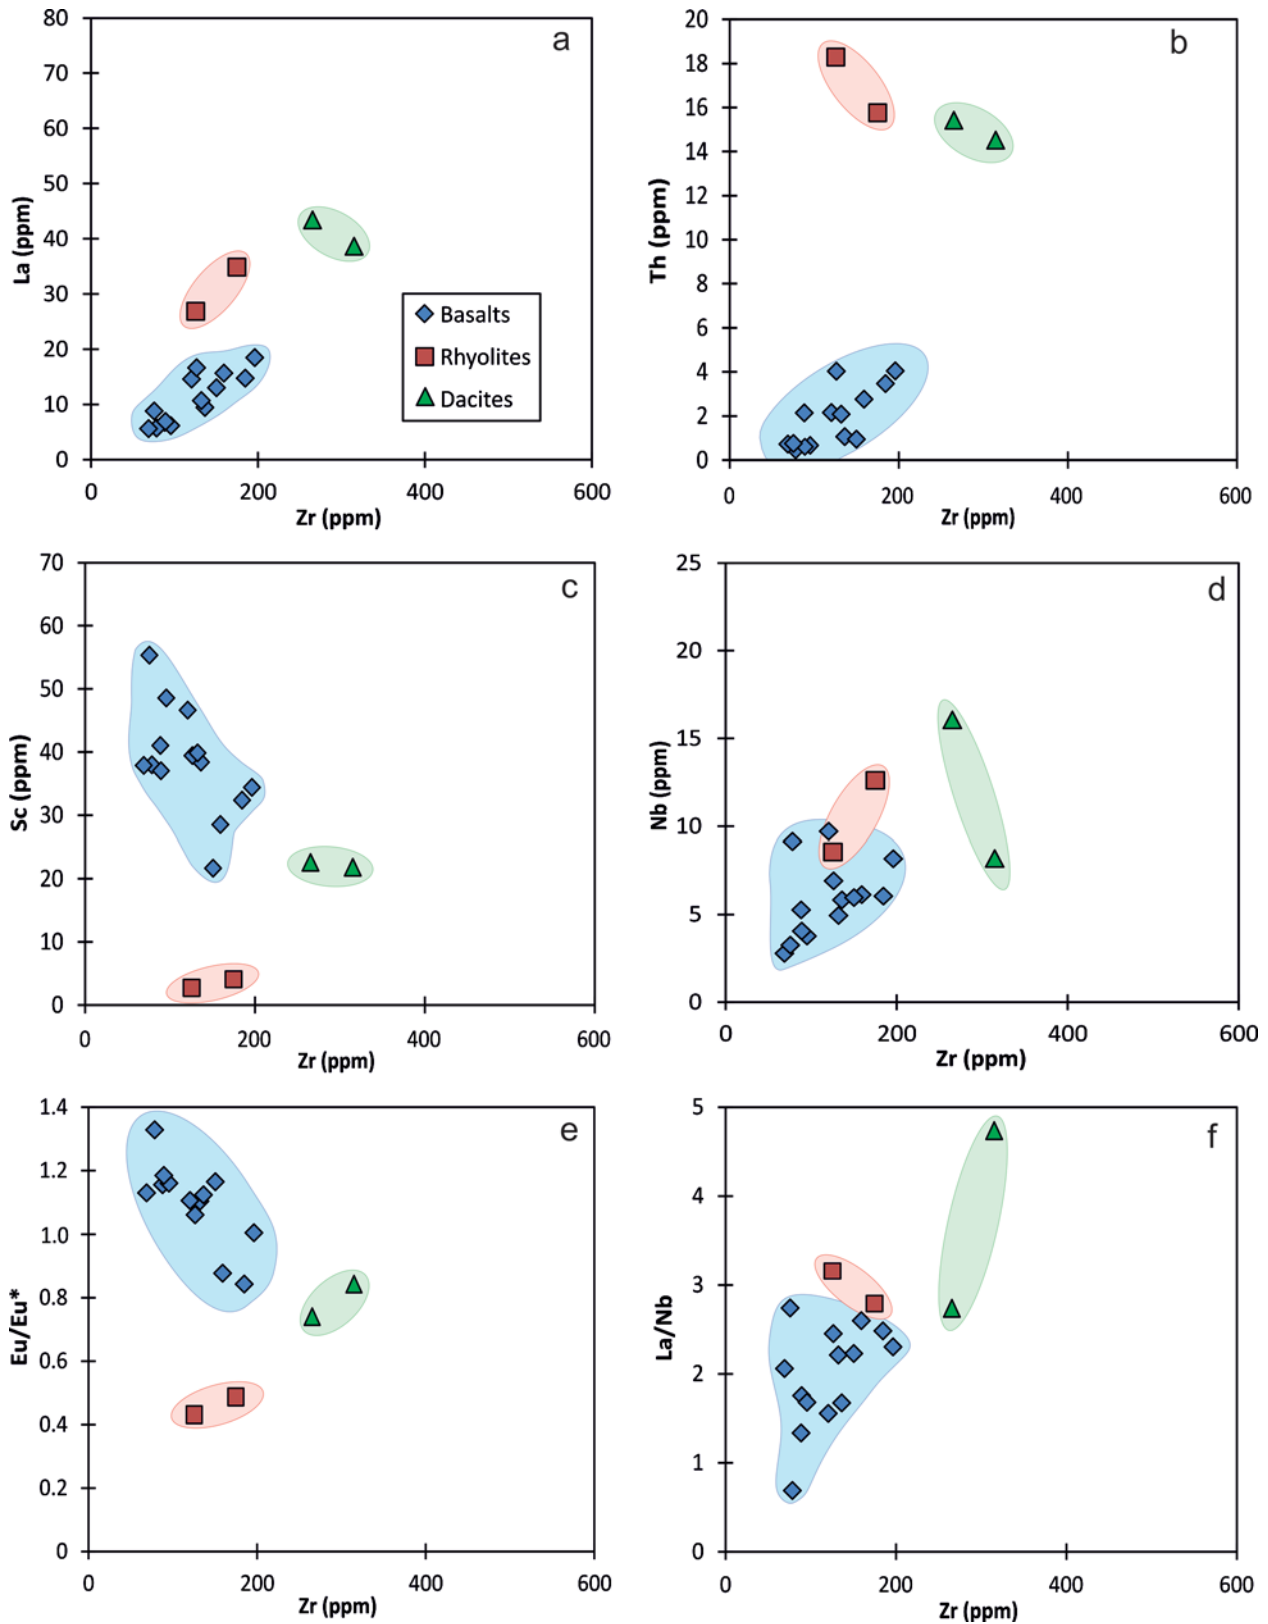 a
80
70
60
50
40
30
20
10
0
La (ppm)
0 200 400 600
Zr (ppm)
Basalts
Rhyolites
Dacites
b
20
18
16
14
12
10
8
6
4
2
0
Th (ppm)
0 200 400 600
Zr (ppm)
c
70
60
50
40
30
20
10
0
Sc (ppm)
0 200 400 600
Zr (ppm)
d
25
20
15
10
5
0
Nb (ppm)
0 200 400 600
Zr (ppm)
e
1.4
1.2
1.0
0.8
0.6
0.4
0.2
0
Eu/Eu*
0 200 400 600
Zr (ppm)
f
5
4
3
2
1
0
La/Nb
0 200 400 600
Zr (ppm)